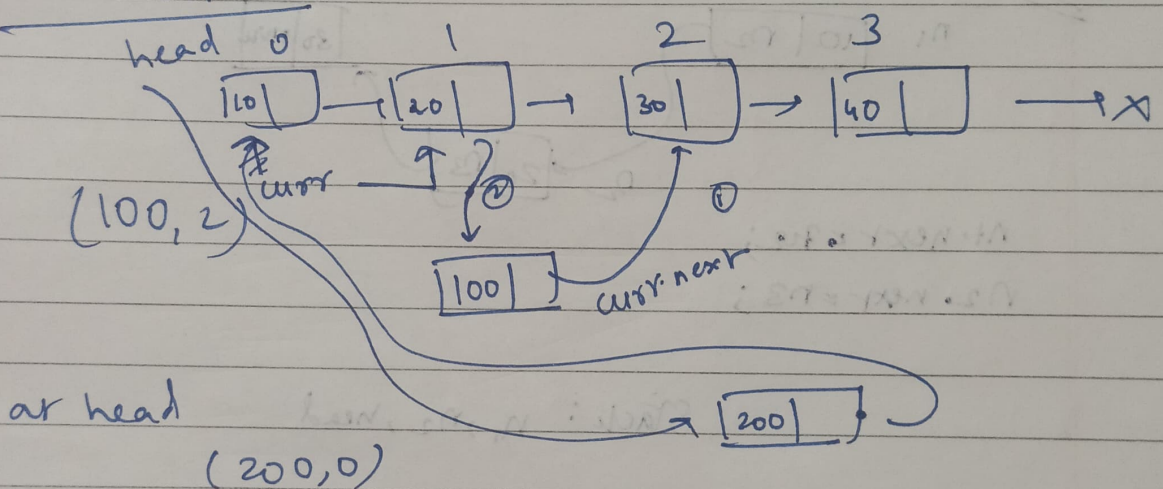 head 0 1 2 3
10 20 30 40 X
curr ② ①
(100, 2)
100 curr.next
at head 200
(200, 0)